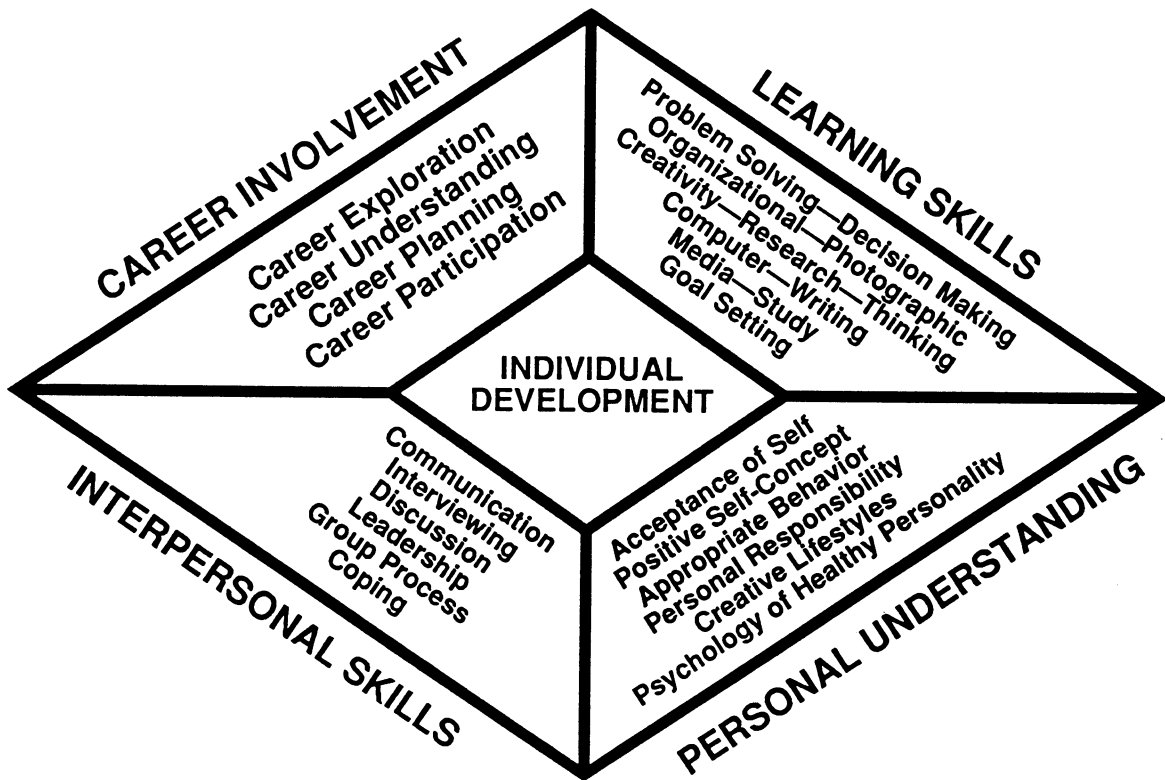 CAREER INVOLVEMENT
Career Exploration
Career Understanding
Career Planning
Career Participation
LEARNING SKILLS
Problem Solving—Decision Making
Organizational—Photographic
Creativity—Research—Thinking
Computer—Writing
Media—Study
Goal Setting
INDIVIDUAL
DEVELOPMENT
INTERPERSONAL SKILLS
Communication
Interviewing
Discussion
Leadership
Group Process
Coping
PERSONAL UNDERSTANDING
Acceptance of Self
Positive Self-Concept
Appropriate Behavior
Personal Responsibility
Creative Lifestyles
Psychology of Healthy Personality